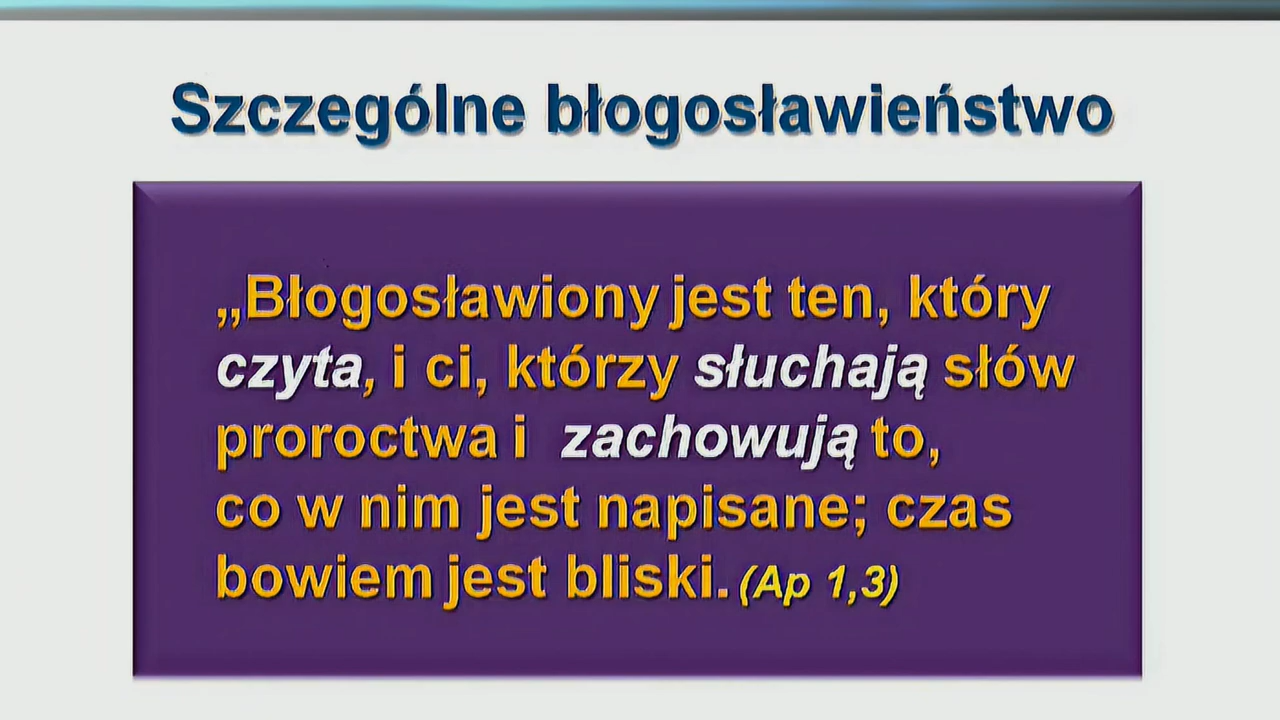 Szczególne błogosławieństwo
„Błogosławiony jest ten, który
czyta, i ci, którzy słuchają słów
proroctwa i zachowują to,
co w nim jest napisane; czas
bowiem jest bliski. (Ap 1,3)